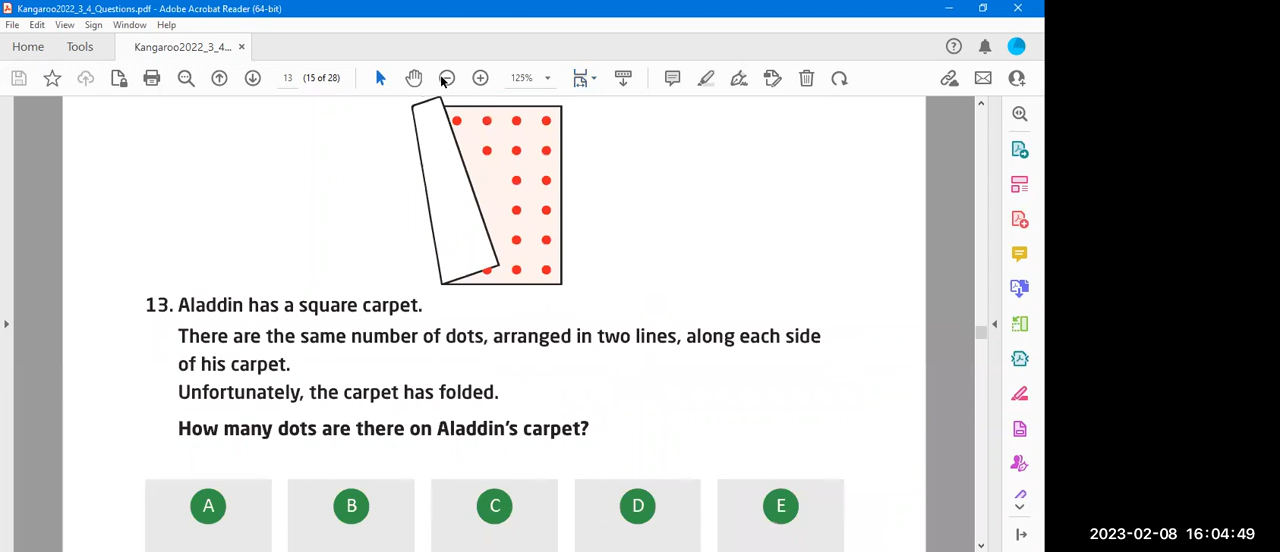 Kangaroo2022_3_4_Questions.pdf - Adobe Acrobat Reader (64-bit)
File Edit View Sign Window Help
Home Tools Kangaroo2022_3_4... ×
13 (15 of 28) 125%
13. Aladdin has a square carpet.
There are the same number of dots, arranged in two lines, along each side
of his carpet.
Unfortunately, the carpet has folded.
How many dots are there on Aladdin's carpet?
A B C D E
2023-02-08 16:04:49